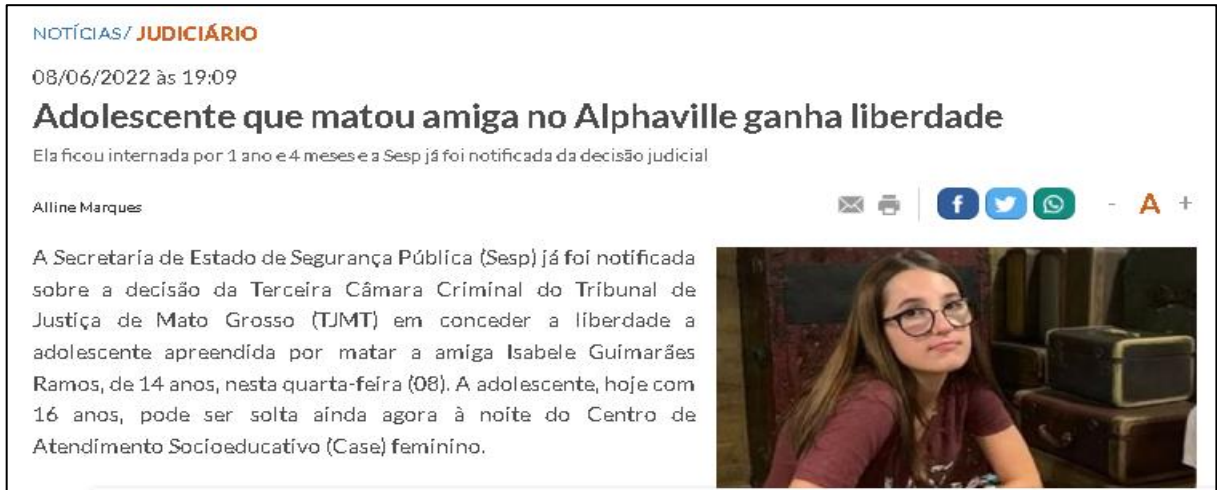 NOTÍCIAS/ JUDICIÁRIO
08/06/2022 às 19:09
Adolescente que matou amiga no Alphaville ganha liberdade
Ela ficou internada por 1 ano e 4 meses e a Sesp já foi notificada da decisão judicial
Alline Marques
- A +
A Secretaria de Estado de Segurança Pública (Sesp) já foi notificada
sobre a decisão da Terceira Câmara Criminal do Tribunal de
Justiça de Mato Grosso (TJMT) em conceder a liberdade a
adolescente apreendida por matar a amiga Isabele Guimarães
Ramos, de 14 anos, nesta quarta-feira (08). A adolescente, hoje com
16 anos, pode ser solta ainda agora à noite do Centro de
Atendimento Socioeducativo (Case) feminino.